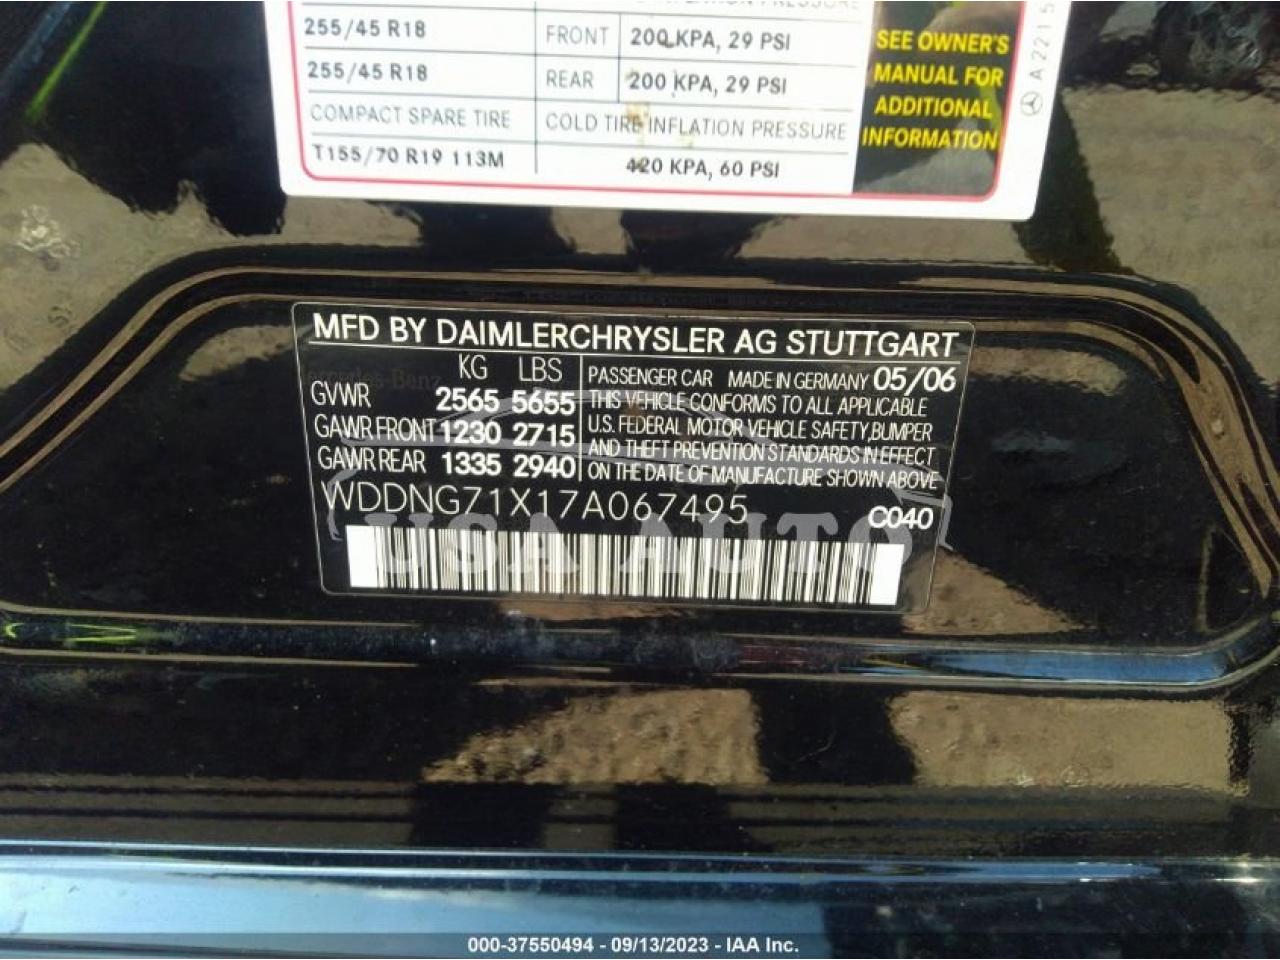 255/45 R18 FRONT 200 KPA, 29 PSI
255/45 R18 REAR 200 KPA, 29 PSI
COMPACT SPARE TIRE COLD TIRE INFLATION PRESSURE
T155/70 R19 113M 420 KPA, 60 PSI
SEE OWNER'S
MANUAL FOR
ADDITIONAL
INFORMATION
A2215
MFD BY DAIMLERCHRYSLER AG STUTTGART
KG LBS
GVWR 2565 5655
GAWR FRONT 1230 2715
GAWR REAR 1335 2940
PASSENGER CAR MADE IN GERMANY 05/06
THIS VEHICLE CONFORMS TO ALL APPLICABLE
U.S. FEDERAL MOTOR VEHICLE SAFETY,BUMPER
AND THEFT PREVENTION STANDARDS IN EFFECT
ON THE DATE OF MANUFACTURE SHOWN ABOVE
WDDNG71X17A067495 C040
USA AUTO
000-37550494 - 09/13/2023 - IAA Inc.